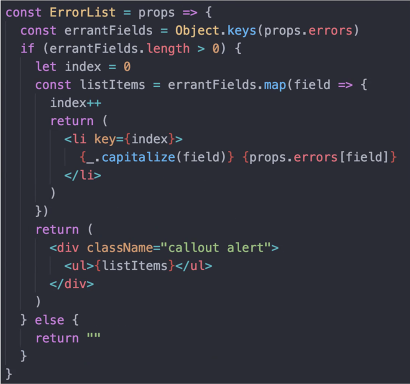 const ErrorList = props => {
  const errantFields = Object.keys(props.errors)
  if (errantFields.length > 0) {
    let index = 0
    const listItems = errantFields.map(field => {
      index++
      return (
        <li key={index}>
          {_.capitalize(field)} {props.errors[field]}
        </li>
      )
    })
    return (
      <div className="callout alert">
        <ul>{listItems}</ul>
      </div>
    )
  } else {
    return ""
  }
}